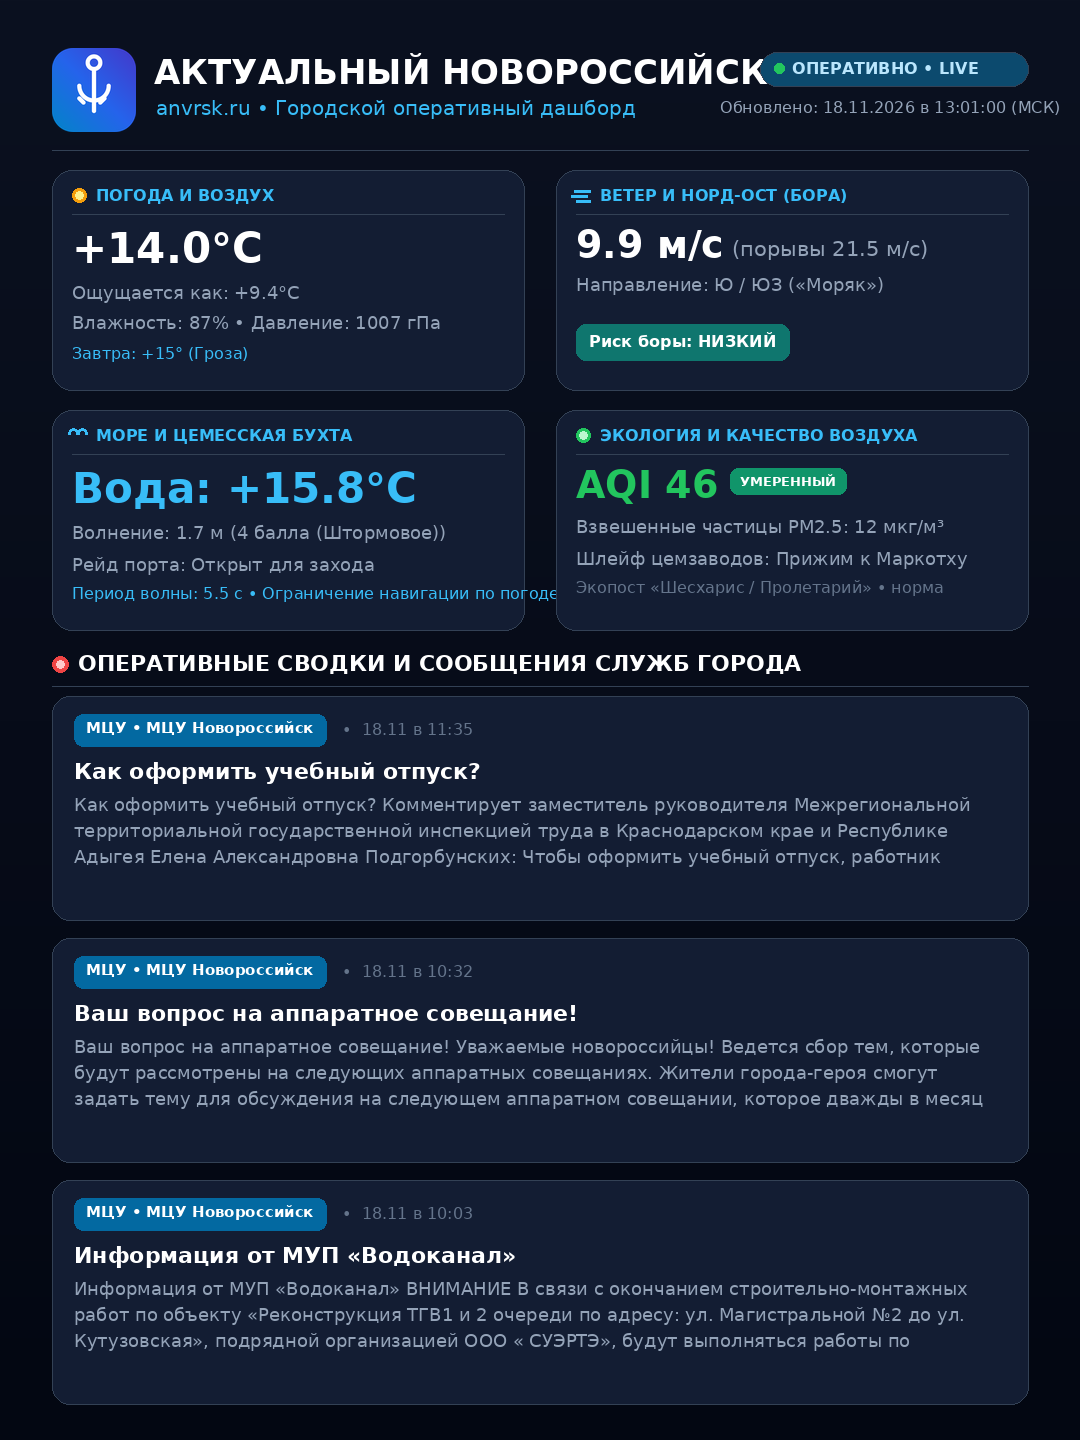 АКТУАЛЬНЫЙ НОВОРОССИЙСК
ОПЕРАТИВНО • LIVE
anvrsk.ru • Городской оперативный дашборд
Обновлено: 18.11.2026 в 13:01:00 (МСК)
ПОГОДА И ВОЗДУХ
+14.0°C
Ощущается как: +9.4°C
Влажность: 87% • Давление: 1007 гПа
Завтра: +15° (Гроза)
ВЕТЕР И НОРД-ОСТ (БОРА)
9.9 м/с (порывы 21.5 м/с)
Направление: Ю / ЮЗ («Моряк»)
Риск боры: НИЗКИЙ
МОРЕ И ЦЕМЕССКАЯ БУХТА
Вода: +15.8°C
Волнение: 1.7 м (4 балла (Штормовое))
Рейд порта: Открыт для захода
Период волны: 5.5 с • Ограничение навигации по погоде
ЭКОЛОГИЯ И КАЧЕСТВО ВОЗДУХА
AQI 46 УМЕРЕННЫЙ
Взвешенные частицы PM2.5: 12 мкг/м³
Шлейф цемзаводов: Прижим к Маркотху
Экопост «Шесхарис / Пролетарий» • норма
ОПЕРАТИВНЫЕ СВОДКИ И СООБЩЕНИЯ СЛУЖБ ГОРОДА
МЦУ • МЦУ Новороссийск • 18.11 в 11:35
Как оформить учебный отпуск?
Как оформить учебный отпуск? Комментирует заместитель руководителя Межрегиональной
территориальной государственной инспекцией труда в Краснодарском крае и Республике
Адыгея Елена Александровна Подгорбунских: Чтобы оформить учебный отпуск, работник
МЦУ • МЦУ Новороссийск • 18.11 в 10:32
Ваш вопрос на аппаратное совещание!
Ваш вопрос на аппаратное совещание! Уважаемые новороссийцы! Ведется сбор тем, которые
будут рассмотрены на следующих аппаратных совещаниях. Жители города-героя смогут
задать тему для обсуждения на следующем аппаратном совещании, которое дважды в месяц
МЦУ • МЦУ Новороссийск • 18.11 в 10:03
Информация от МУП «Водоканал»
Информация от МУП «Водоканал» ВНИМАНИЕ В связи с окончанием строительно-монтажных
работ по объекту «Реконструкция ТГВ1 и 2 очереди по адресу: ул. Магистральной №2 до ул.
Кутузовская», подрядной организацией ООО « СУЭРТЭ», будут выполняться работы по